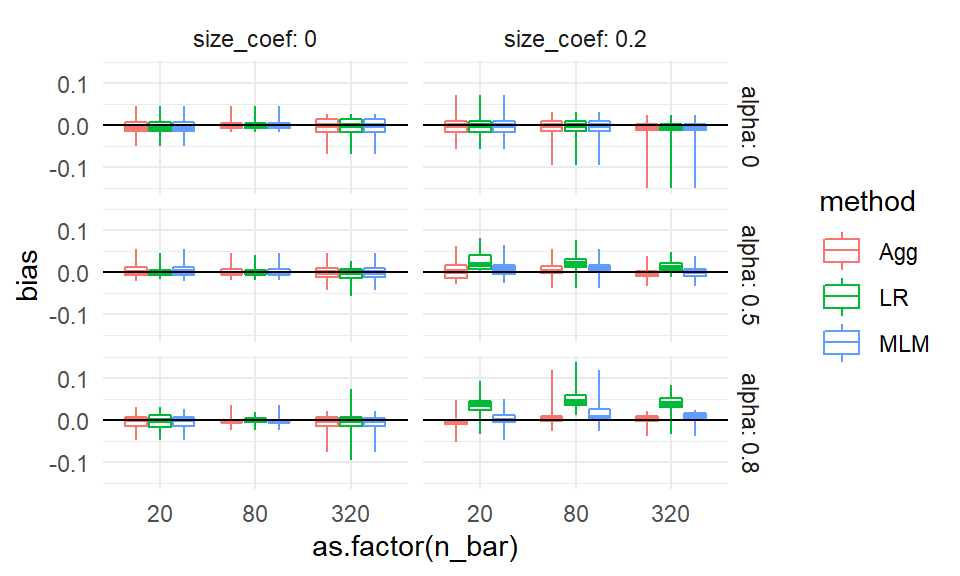 size_coef: 0
size_coef: 0.2
0.1
0.0
-0.1
alpha: 0
0.1
0.0
-0.1
alpha: 0.5
0.1
0.0
-0.1
alpha: 0.8
bias
20
80
320
20
80
320
as.factor(n_bar)
method
Agg
LR
MLM